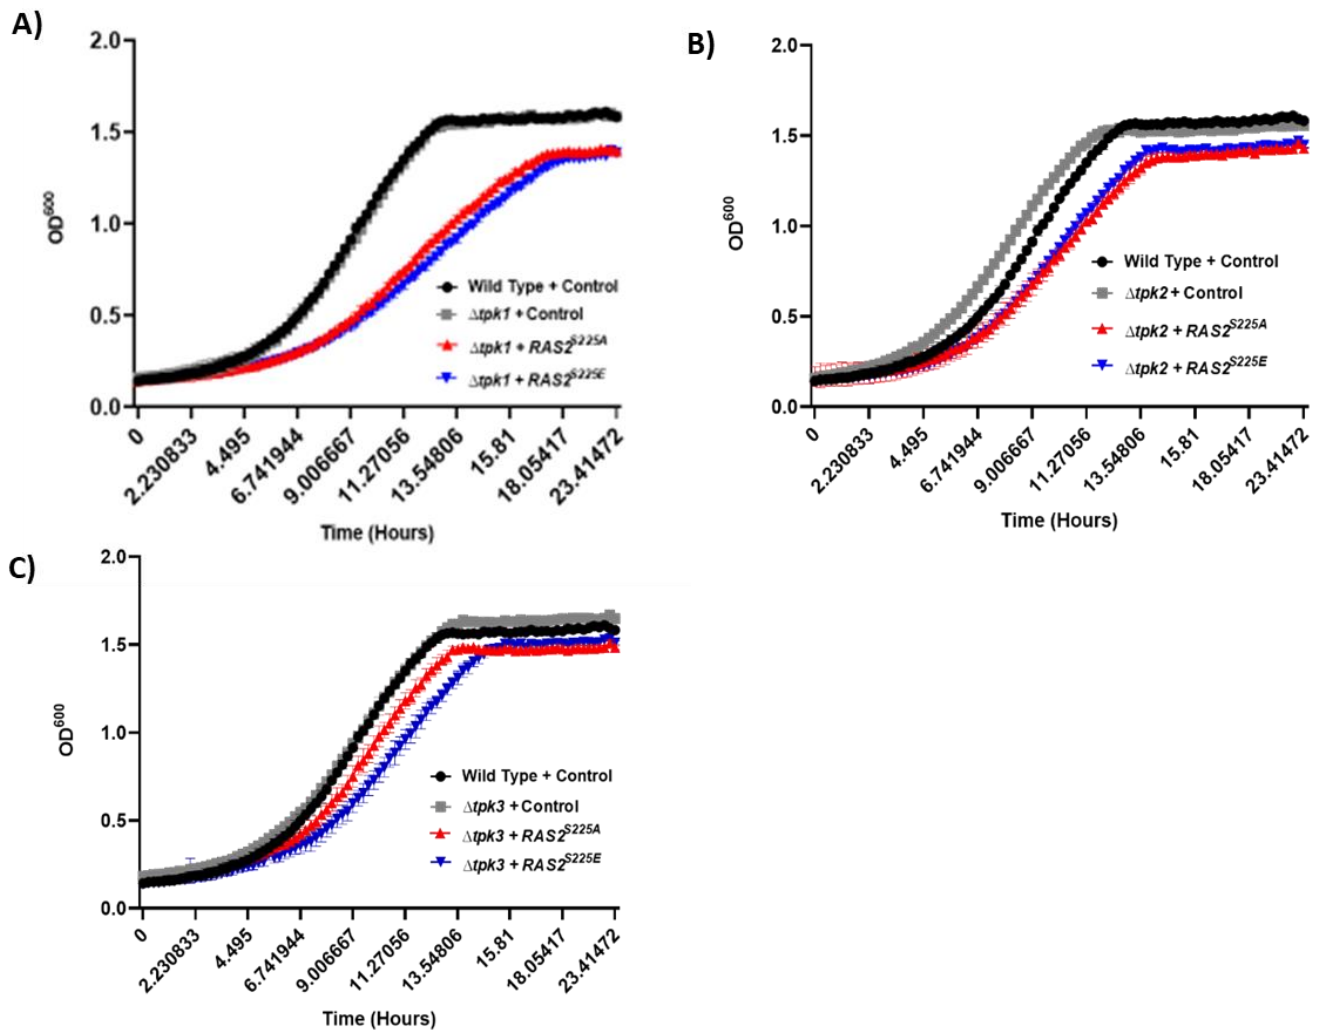 A)
2.0
1.5
1.0
0.5
0.0
OD600
Wild Type + Control
Δtpk1 + Control
Δtpk1 + RAS2S225A
Δtpk1 + RAS2S225E
0
2.230833
4.495
6.741944
9.006667
11.27056
13.54806
15.81
18.05417
23.41472
Time (Hours)
B)
2.0
1.5
1.0
0.5
0.0
OD600
Wild Type + Control
Δtpk2 + Control
Δtpk2 + RAS2S225A
Δtpk2 + RAS2S225E
0
2.230833
4.495
6.741944
9.006667
11.27056
13.54806
15.81
18.05417
23.41472
Time (Hours)
C)
2.0
1.5
1.0
0.5
0.0
OD600
Wild Type + Control
Δtpk3 + Control
Δtpk3 + RAS2S225A
Δtpk3 + RAS2S225E
0
2.230833
4.495
6.741944
9.006667
11.27056
13.54806
15.81
18.05417
23.41472
Time (Hours)